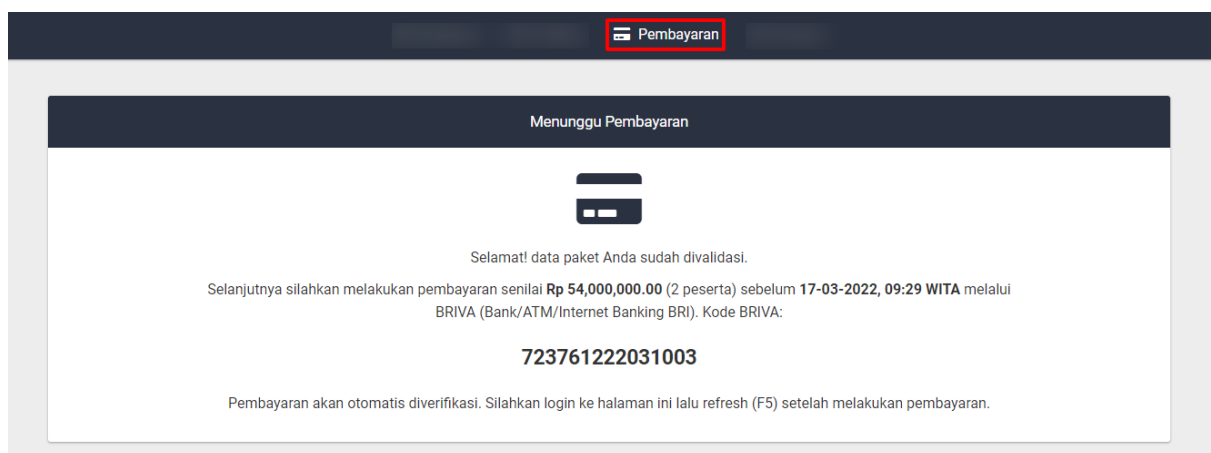 Pembayaran
Menunggu Pembayaran
Selamat! data paket Anda sudah divalidasi.
Selanjutnya silahkan melakukan pembayaran senilai Rp 54,000,000.00 (2 peserta) sebelum 17-03-2022, 09:29 WITA melalui
BRIVA (Bank/ATM/Internet Banking BRI). Kode BRIVA:
723761222031003
Pembayaran akan otomatis diverifikasi. Silahkan login ke halaman ini lalu refresh (F5) setelah melakukan pembayaran.